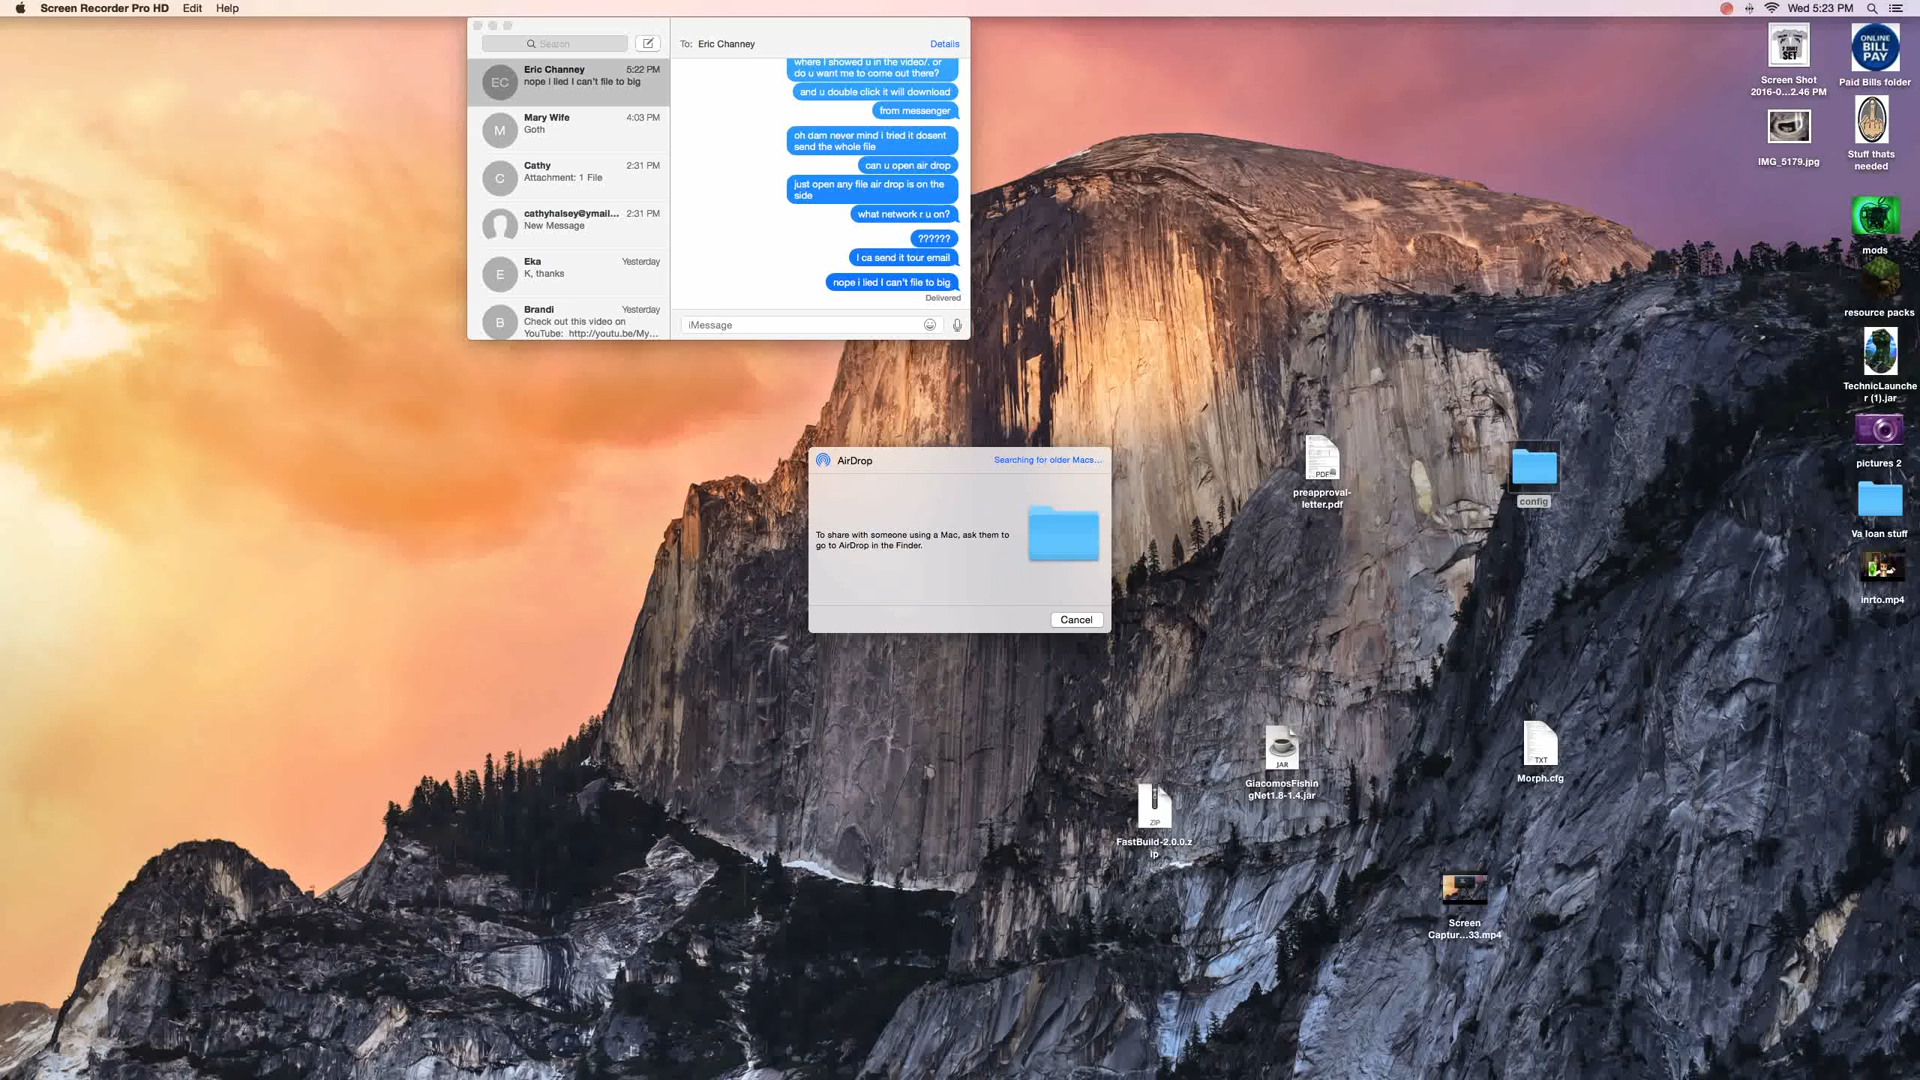 Screen Recorder Pro HD Edit Help
Wed 5:23 PM
Search
To: Eric Channey
Details
Eric Channey 5:22 PM
nope i lied I can't file to big
EC
Mary Wife 4:03 PM
Goth
M
Cathy 2:31 PM
Attachment: 1 File
C
cathyhalsey@ymail... 2:31 PM
New Message
Eka Yesterday
K, thanks
E
Brandi Yesterday
Check out this video on
YouTube: http://youtu.be/My...
B
where I showed u in the video/. or
do u want me to come out there?
and u double click it will download
from messenger
oh dam never mind i tried it dosent
send the whole file
can u open air drop
just open any file air drop is on the
side
what network r u on?
??????
I ca send it tour email
nope i lied I can't file to big
Delivered
iMessage
AirDrop
Searching for older Macs...
To share with someone using a Mac, ask them to
go to AirDrop in the Finder.
Cancel
Screen Shot
2016-0...2.46 PM
ONLINE
BILL
PAY
Paid Bills folder
SET
IMG_5179.jpg
Stuff thats
needed
mods
resource packs
TechnicLaunche
r (1).jar
pictures 2
Va loan stuff
inrto.mp4
PDF
preapproval-
letter.pdf
config
JAR
GiacomosFishin
gNet1.8-1.4.jar
TXT
Morph.cfg
ZIP
FastBuild-2.0.0.z
ip
Screen
Captur...33.mp4